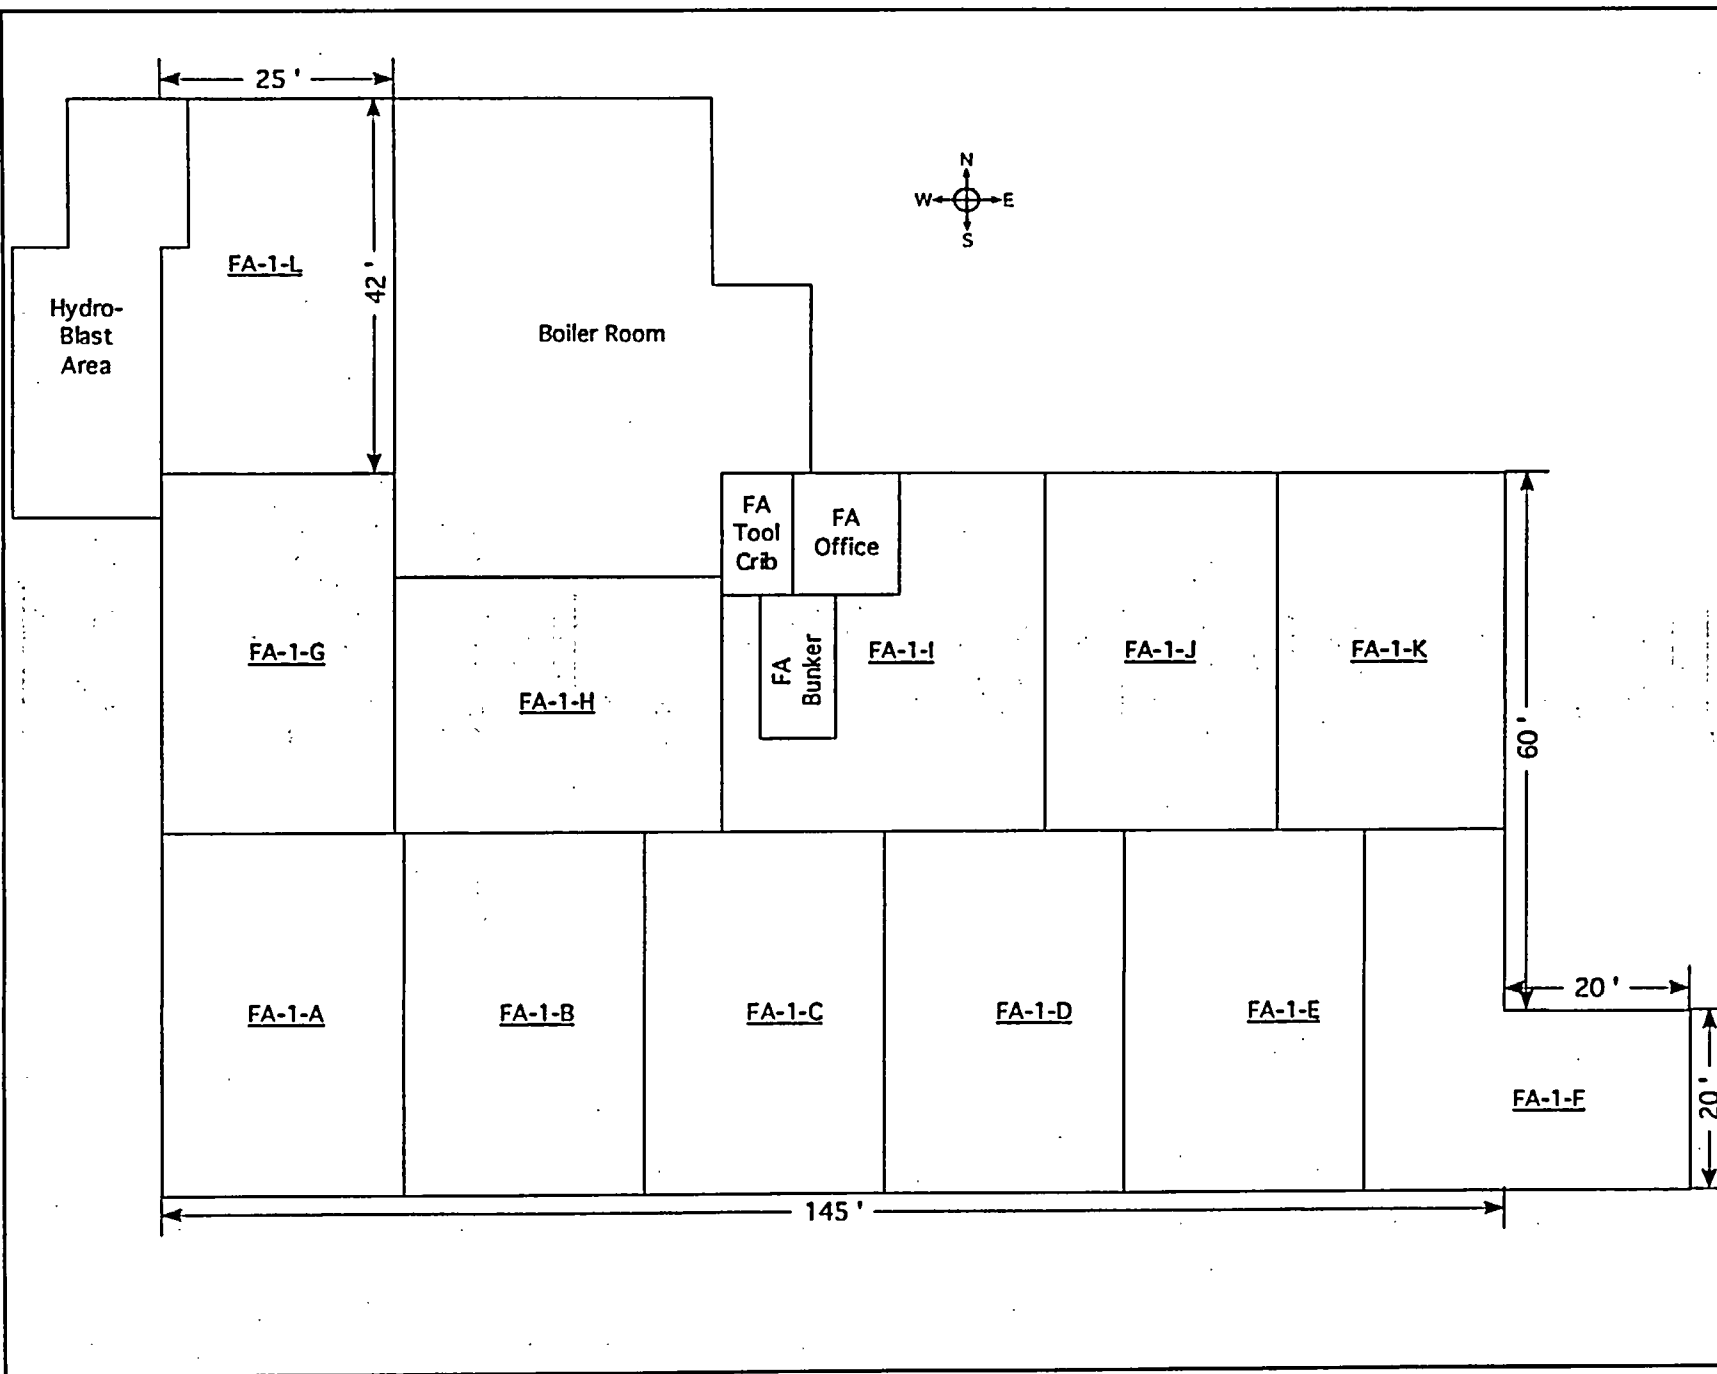 25 '
N
W E
S
FA-1-L
42 '
Hydro-
Blast
Area
Boiler Room
FA
Tool
Crib
FA
Office
FA-1-G
FA-1-H
FA
Bunker
FA-1-I
FA-1-J
FA-1-K
60 '
20 '
FA-1-A
FA-1-B
FA-1-C
FA-1-D
FA-1-E
FA-1-F
20 '
145 '